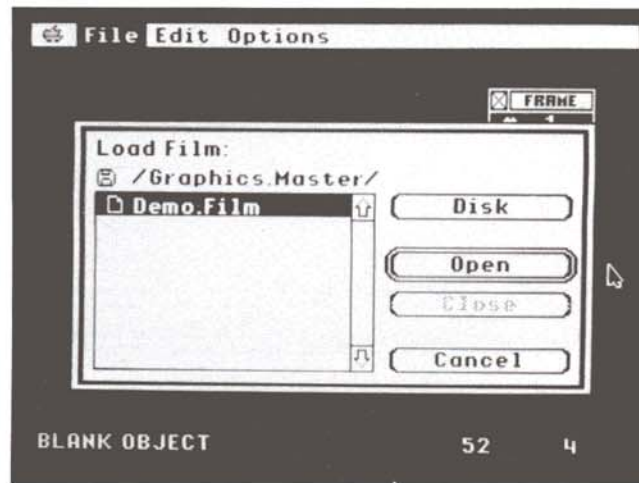 File Edit Options
FRAME
Load Film:
/Graphics.Master/
Demo.Film
Disk
Open
Close
Cancel
BLANK OBJECT 52 4